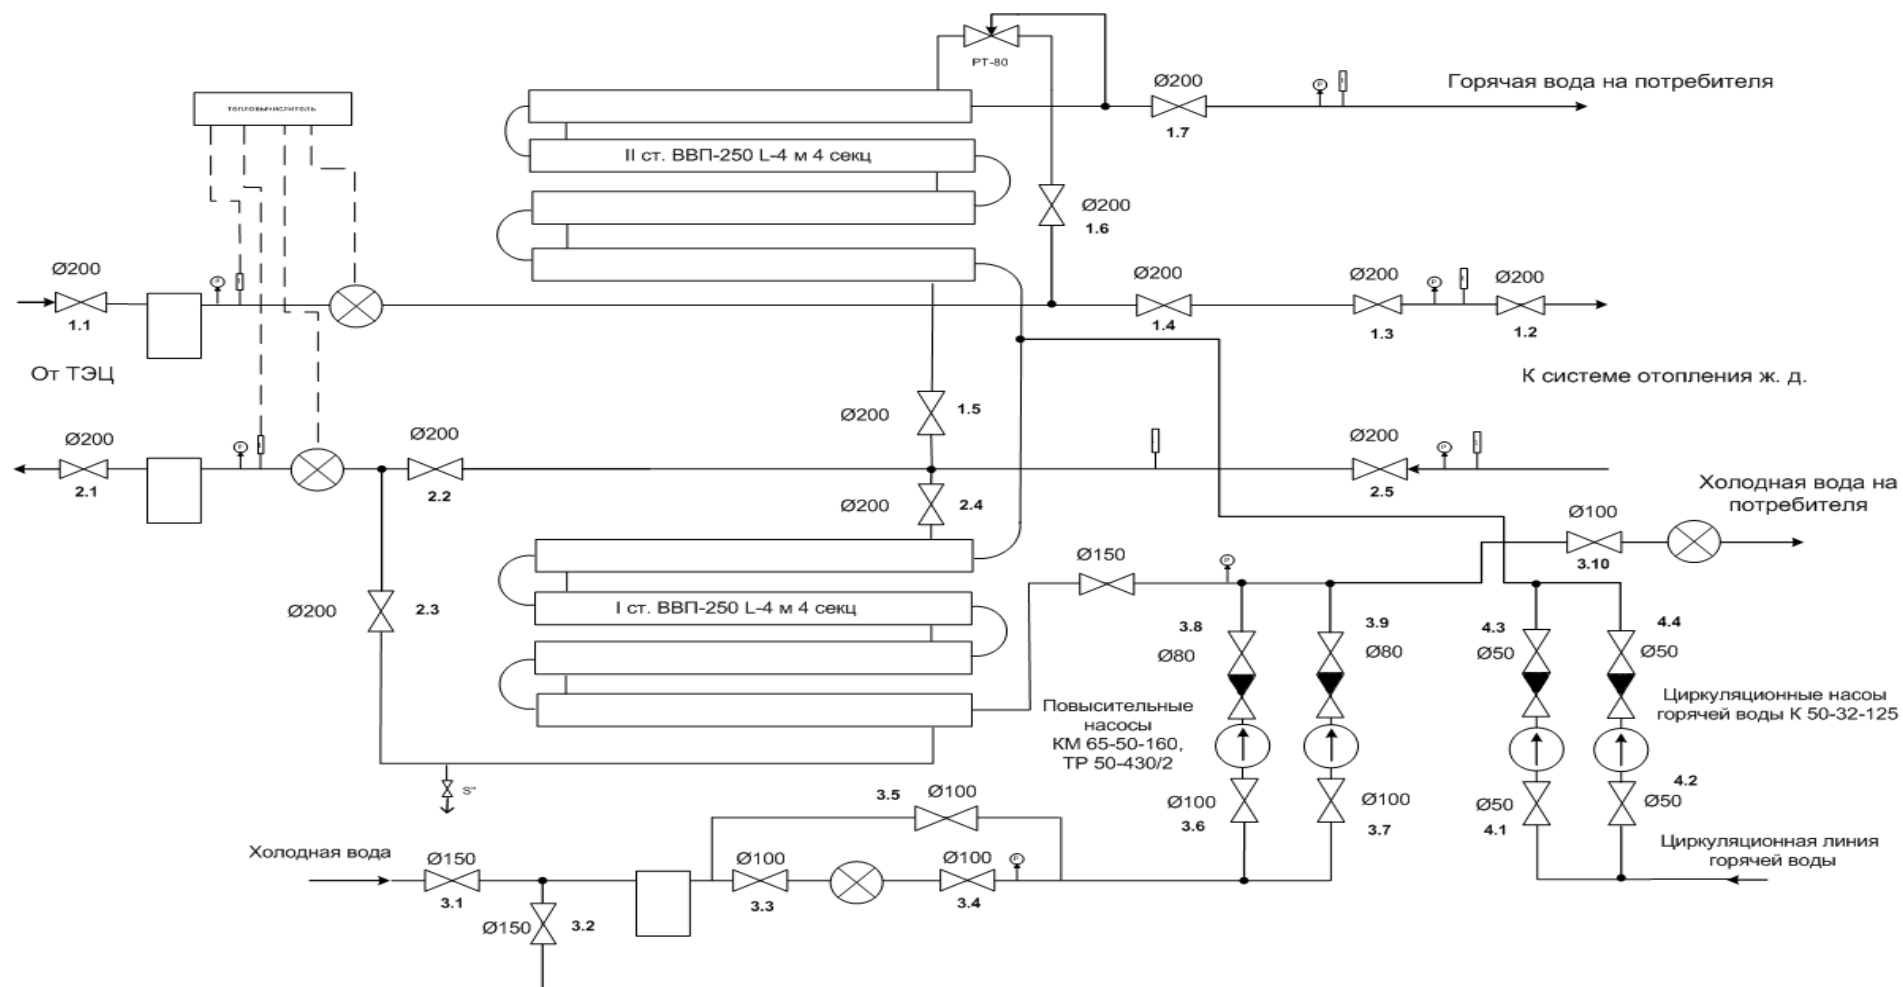 РТ-80
Ø200
1.7
Горячая вода на потребителя
тепловычислитель
II ст. ВВП-250 L-4 м 4 секц
Ø200
1.6
Ø200
1.1
Ø200
1.4
Ø200
1.3
Ø200
1.2
От ТЭЦ
К системе отопления ж. д.
Ø200
1.5
Ø200
2.1
Ø200
2.2
Ø200
2.5
Ø200
2.4
Холодная вода на
потребителя
Ø100
3.10
Ø150
Ø200
2.3
I ст. ВВП-250 L-4 м 4 секц
3.8
Ø80
3.9
Ø80
4.3
Ø50
4.4
Ø50
Повысительные
насосы
КМ 65-50-160,
ТР 50-430/2
Циркуляционные насоы
горячей воды К 50-32-125
Ø100
3.6
Ø100
3.7
Ø50
4.1
4.2
Ø50
3.5
Ø100
Циркуляционная линия
горячей воды
Холодная вода
Ø150
3.1
Ø100
3.3
Ø100
3.4
Ø150
3.2